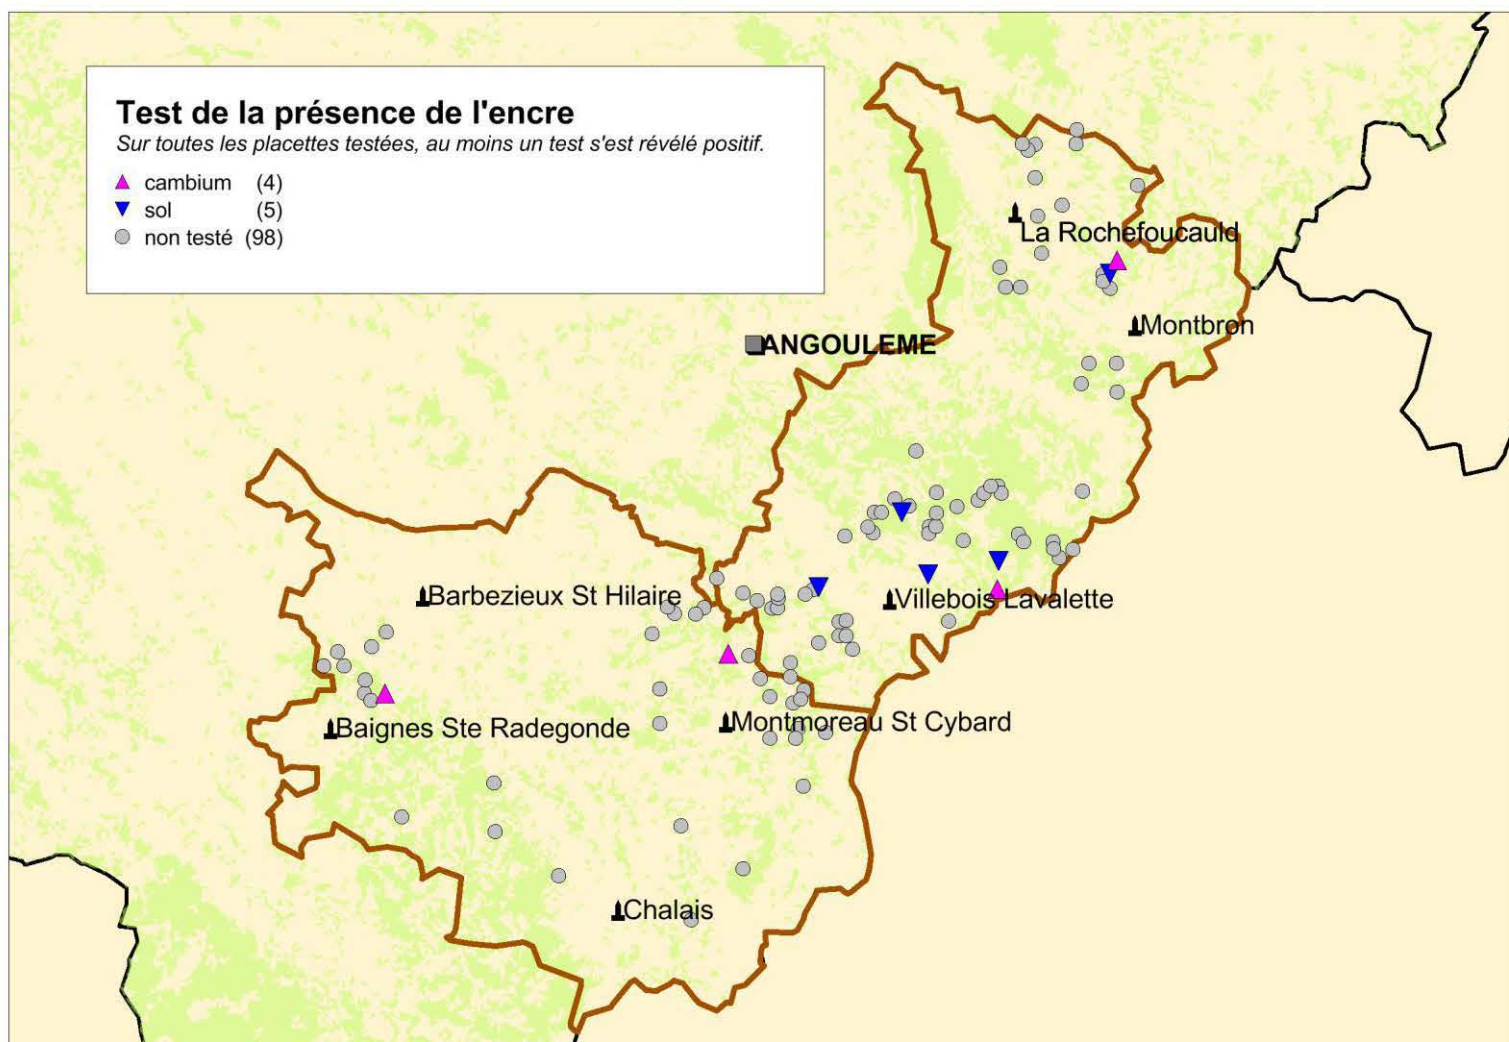 Test de la présence de l'encre
Sur toutes les placettes testées, au moins un test s'est révélé positif.
cambium (4)
sol (5)
non testé (98)
La Rochefoucauld
Montbron
ANGOULEME
Barbezieux St Hilaire
Villebois Lavalette
Baignes Ste Radegonde
Montmoreau St Cybard
Chalais